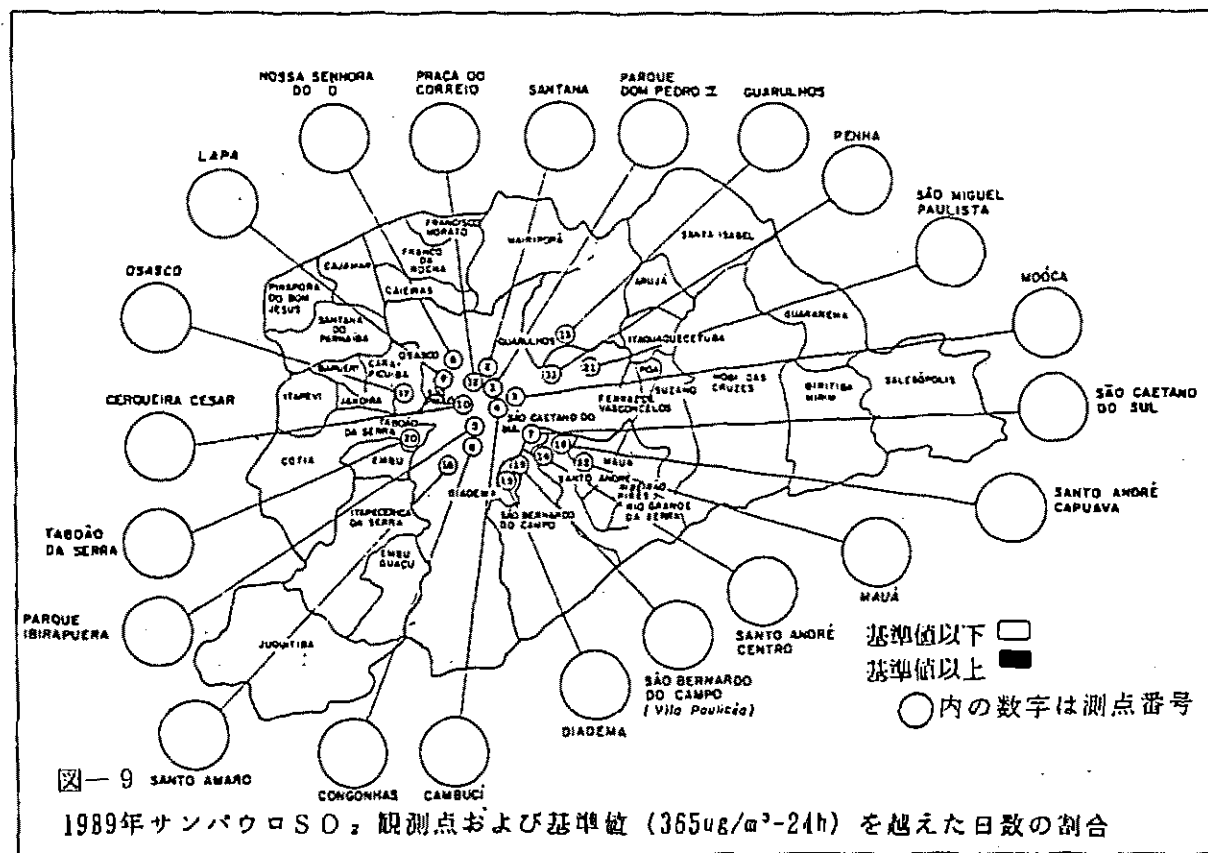 NOSSA SENHORA
DO O
PRAÇA DO
CORREIO
SANTANA
PARQUE
DOM PEDRO II
GUARULHOS
PENHA
LAPA
SÃO MIGUEL
PAULISTA
OSASCO
MOÓCA
CERQUEIRA CESAR
SÃO CAETANO
DO SUL
TABOÃO
DA SERRA
SANTO ANDRÉ
CAPUAVA
PARQUE
IBIRAPUERA
MAUÁ
SANTO ANDRÉ
CENTRO
SÃO BERNARDO
DO CAMPO
(Vila Paulicéa)
DIADEMA
SANTO AMARO
CONGONHAS
CAMBUCÍ
FRANCISCO
MORATO
MAIRIPORÃ
SANTA ISABEL
FRANCO
DA
ROCHA
CAJAMAR
CAIEIRAS
PIRAPORA
DO BOM
JESUS
SANTANA
DO
PARNAIBA
ARUJÁ
GUARAREMA
GUARULHOS
ITAQUAQUECETUBA
OSASCO
BARUERI
CARA-
PICUIBA
ITAPEVI
JANDIRA
POÁ
SUZANO
MOGI DAS
CRUZES
BIRITIBA
MIRIM
SALESÓPOLIS
FERRAZ DE
VASCONCELOS
SÃO CAETANO DO
SUL
TABOÃO
DA SERRA
COTIA
EMBU
MAUÁ
SANTO ANDRÉ
RIBEIRÃO
PIRES
RIO GRANDE
DA SERRA
DIADEMA
SÃO BERNARDO
DO CAMPO
ITAPECERICA
DA SERRA
EMBU
GUAÇU
JUQUITIBA
基準値以下
基準値以上
内の数字は測点番号
図-9
1989年サンパウロSO₂ 観測点および基準値 (365ug/m³-24h) を越えた日数の割合